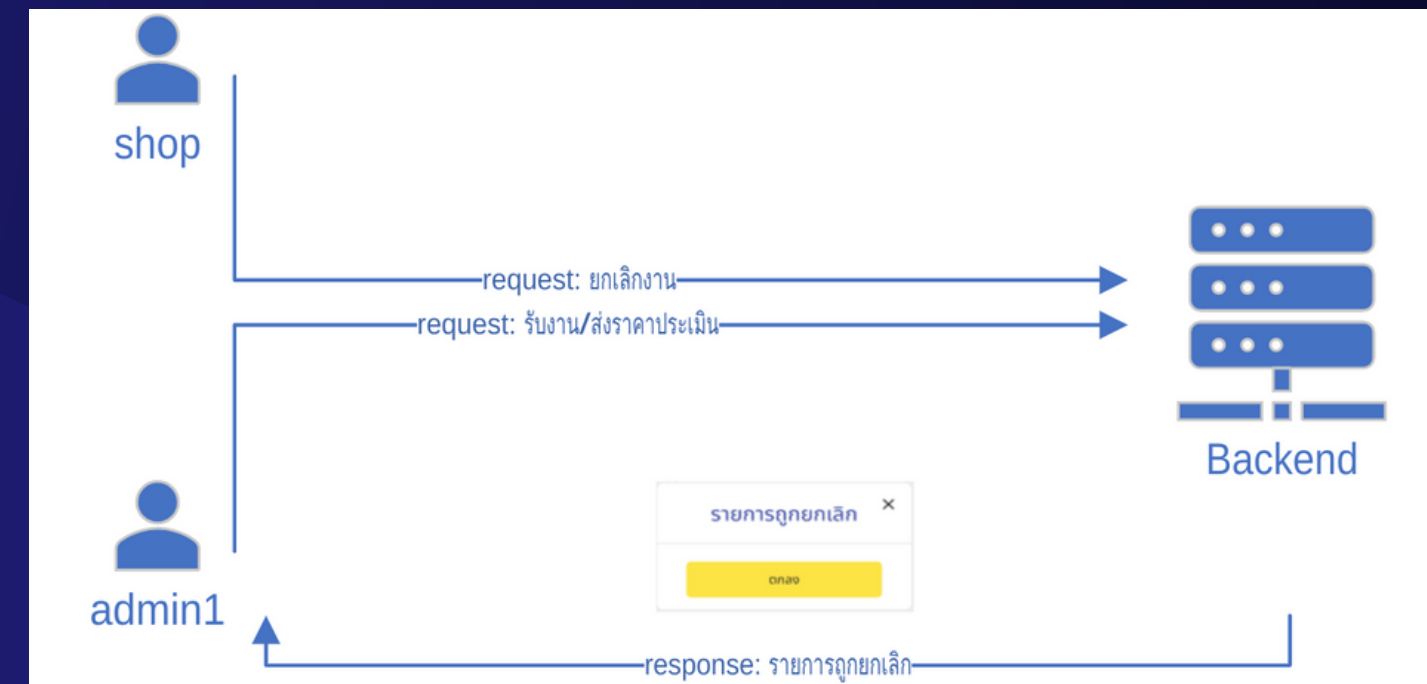 shop
request: ยกเลิกงาน
request: รับงาน/ส่งราคาประเมิน
Backend
รายการถูกยกเลิก ×
ตกลง
admin1
response: รายการถูกยกเลิก